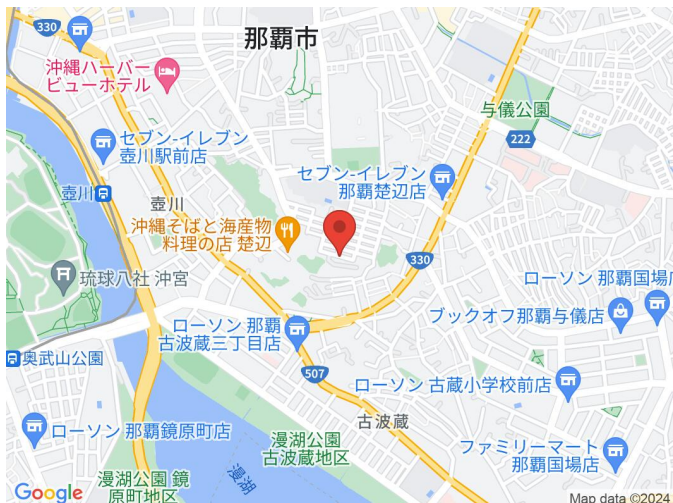 330
那覇市
沖縄ハーバー
ビューホテル
与儀公園
222
セブン-イレブン
壺川駅前店
セブン-イレブン
那覇楚辺店
壺川
壺川
沖縄そばと海産物
料理の店 楚辺
330
琉球八社 沖宮
ローソン 那覇国場店
ブックオフ那覇与儀店
ローソン 那覇
古波蔵三丁目店
奥武山公園
507
ローソン 古蔵小学校前店
古波蔵
ローソン 那覇鏡原町店
漫湖公園
古波蔵地区
ファミリーマート
那覇国場店
漫湖公園 鏡
原町地区
漫湖
Google
Map data ©2024